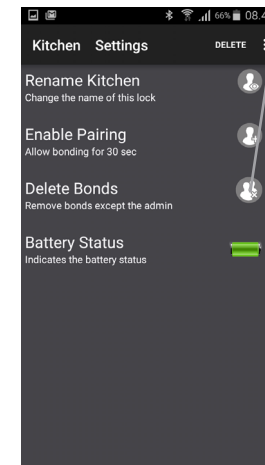 66% 08.4
Kitchen Settings DELETE
Rename Kitchen
Change the name of this lock
Enable Pairing
Allow bonding for 30 sec
Delete Bonds
Remove bonds except the admin
Battery Status
Indicates the battery status